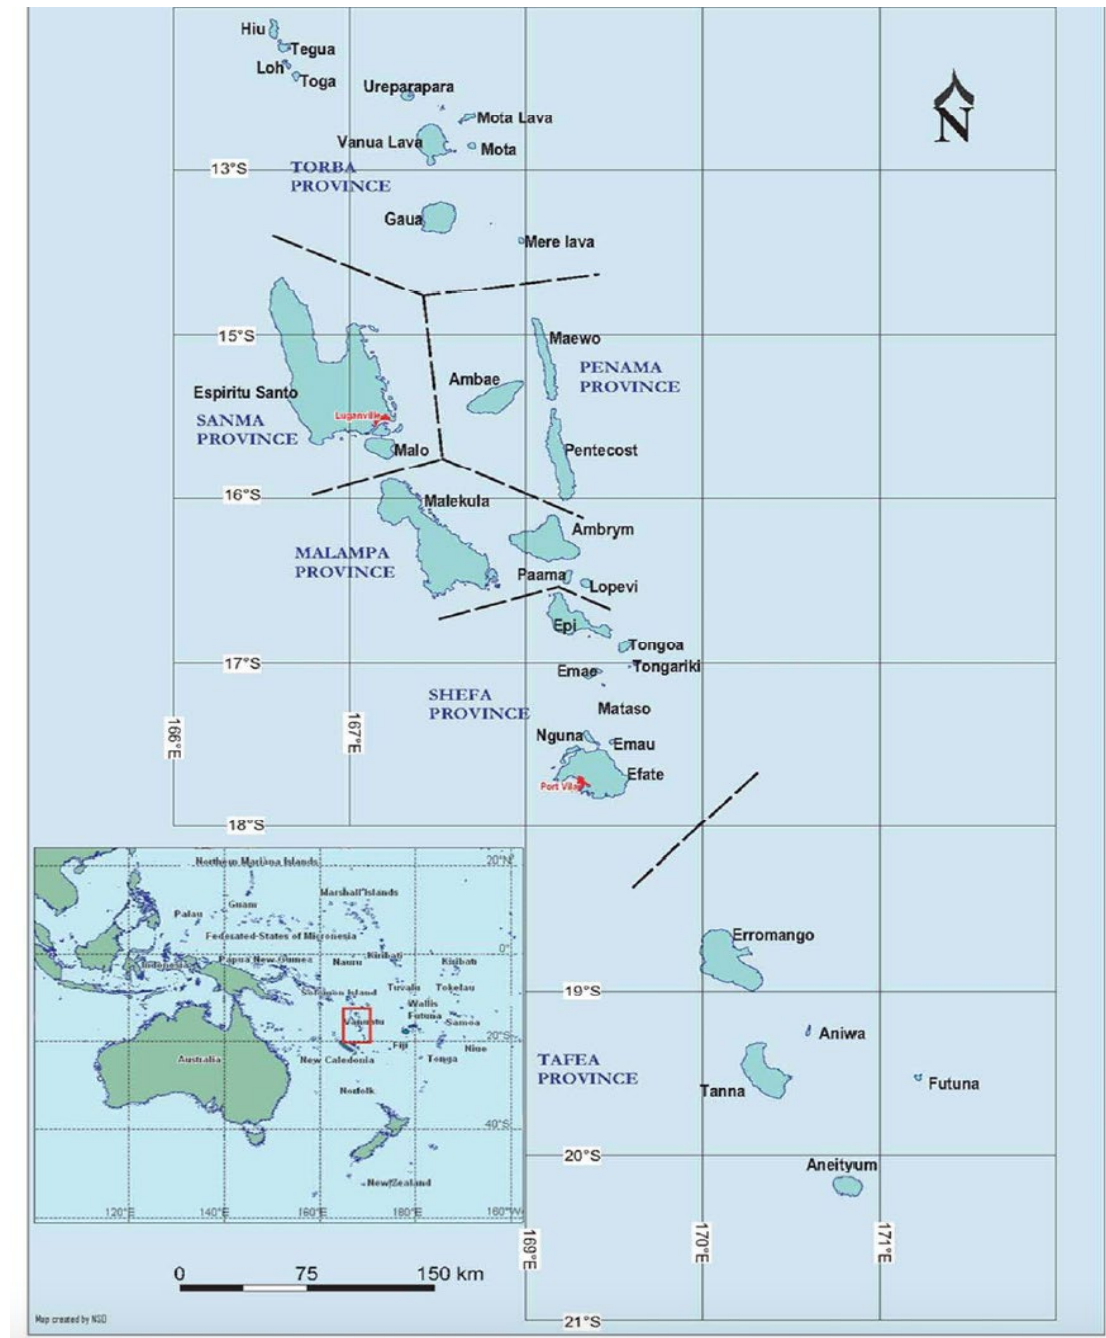 Hiu
Tegua
Loh
Toga
Ureparapara
Mota Lava
Vanua Lava
Mota
N
13°S
TORBA
PROVINCE
Gaua
Mere lava
15°S
Maewo
PENAMA
PROVINCE
Ambae
Espiritu Santo
Luganville
SANMA
PROVINCE
Malo
Pentecost
16°S
Malekula
Ambrym
MALAMPA
PROVINCE
Paama
Lopevi
Epi
Tongoa
17°S
Tongariki
Emae
SHEFA
PROVINCE
Mataso
166°E
167°E
Nguna
Emau
Efate
Port Vila
18°S
Erromango
19°S
Aniwa
TAFEA
PROVINCE
Tanna
Futuna
20°S
Aneityum
169°E
170°E
171°E
21°S
Northern Mariana Islands
20°N
Marshall Islands
Guam
Palau
Federated States of Micronesia
0°
Indonesia
Papua New Guinea
Nauru
Kiribati
Kiribati
Solomon Island
Tuvalu
Tokelau
Wallis
Futuna
Vanuatu
Samoa
20°S
Australia
New Caledonia
Fiji
Niue
Tonga
Norfolk
40°S
New Zealand
120°E
140°E
160°E
180°E
160°W
0 75 150 km
Map created by NSO